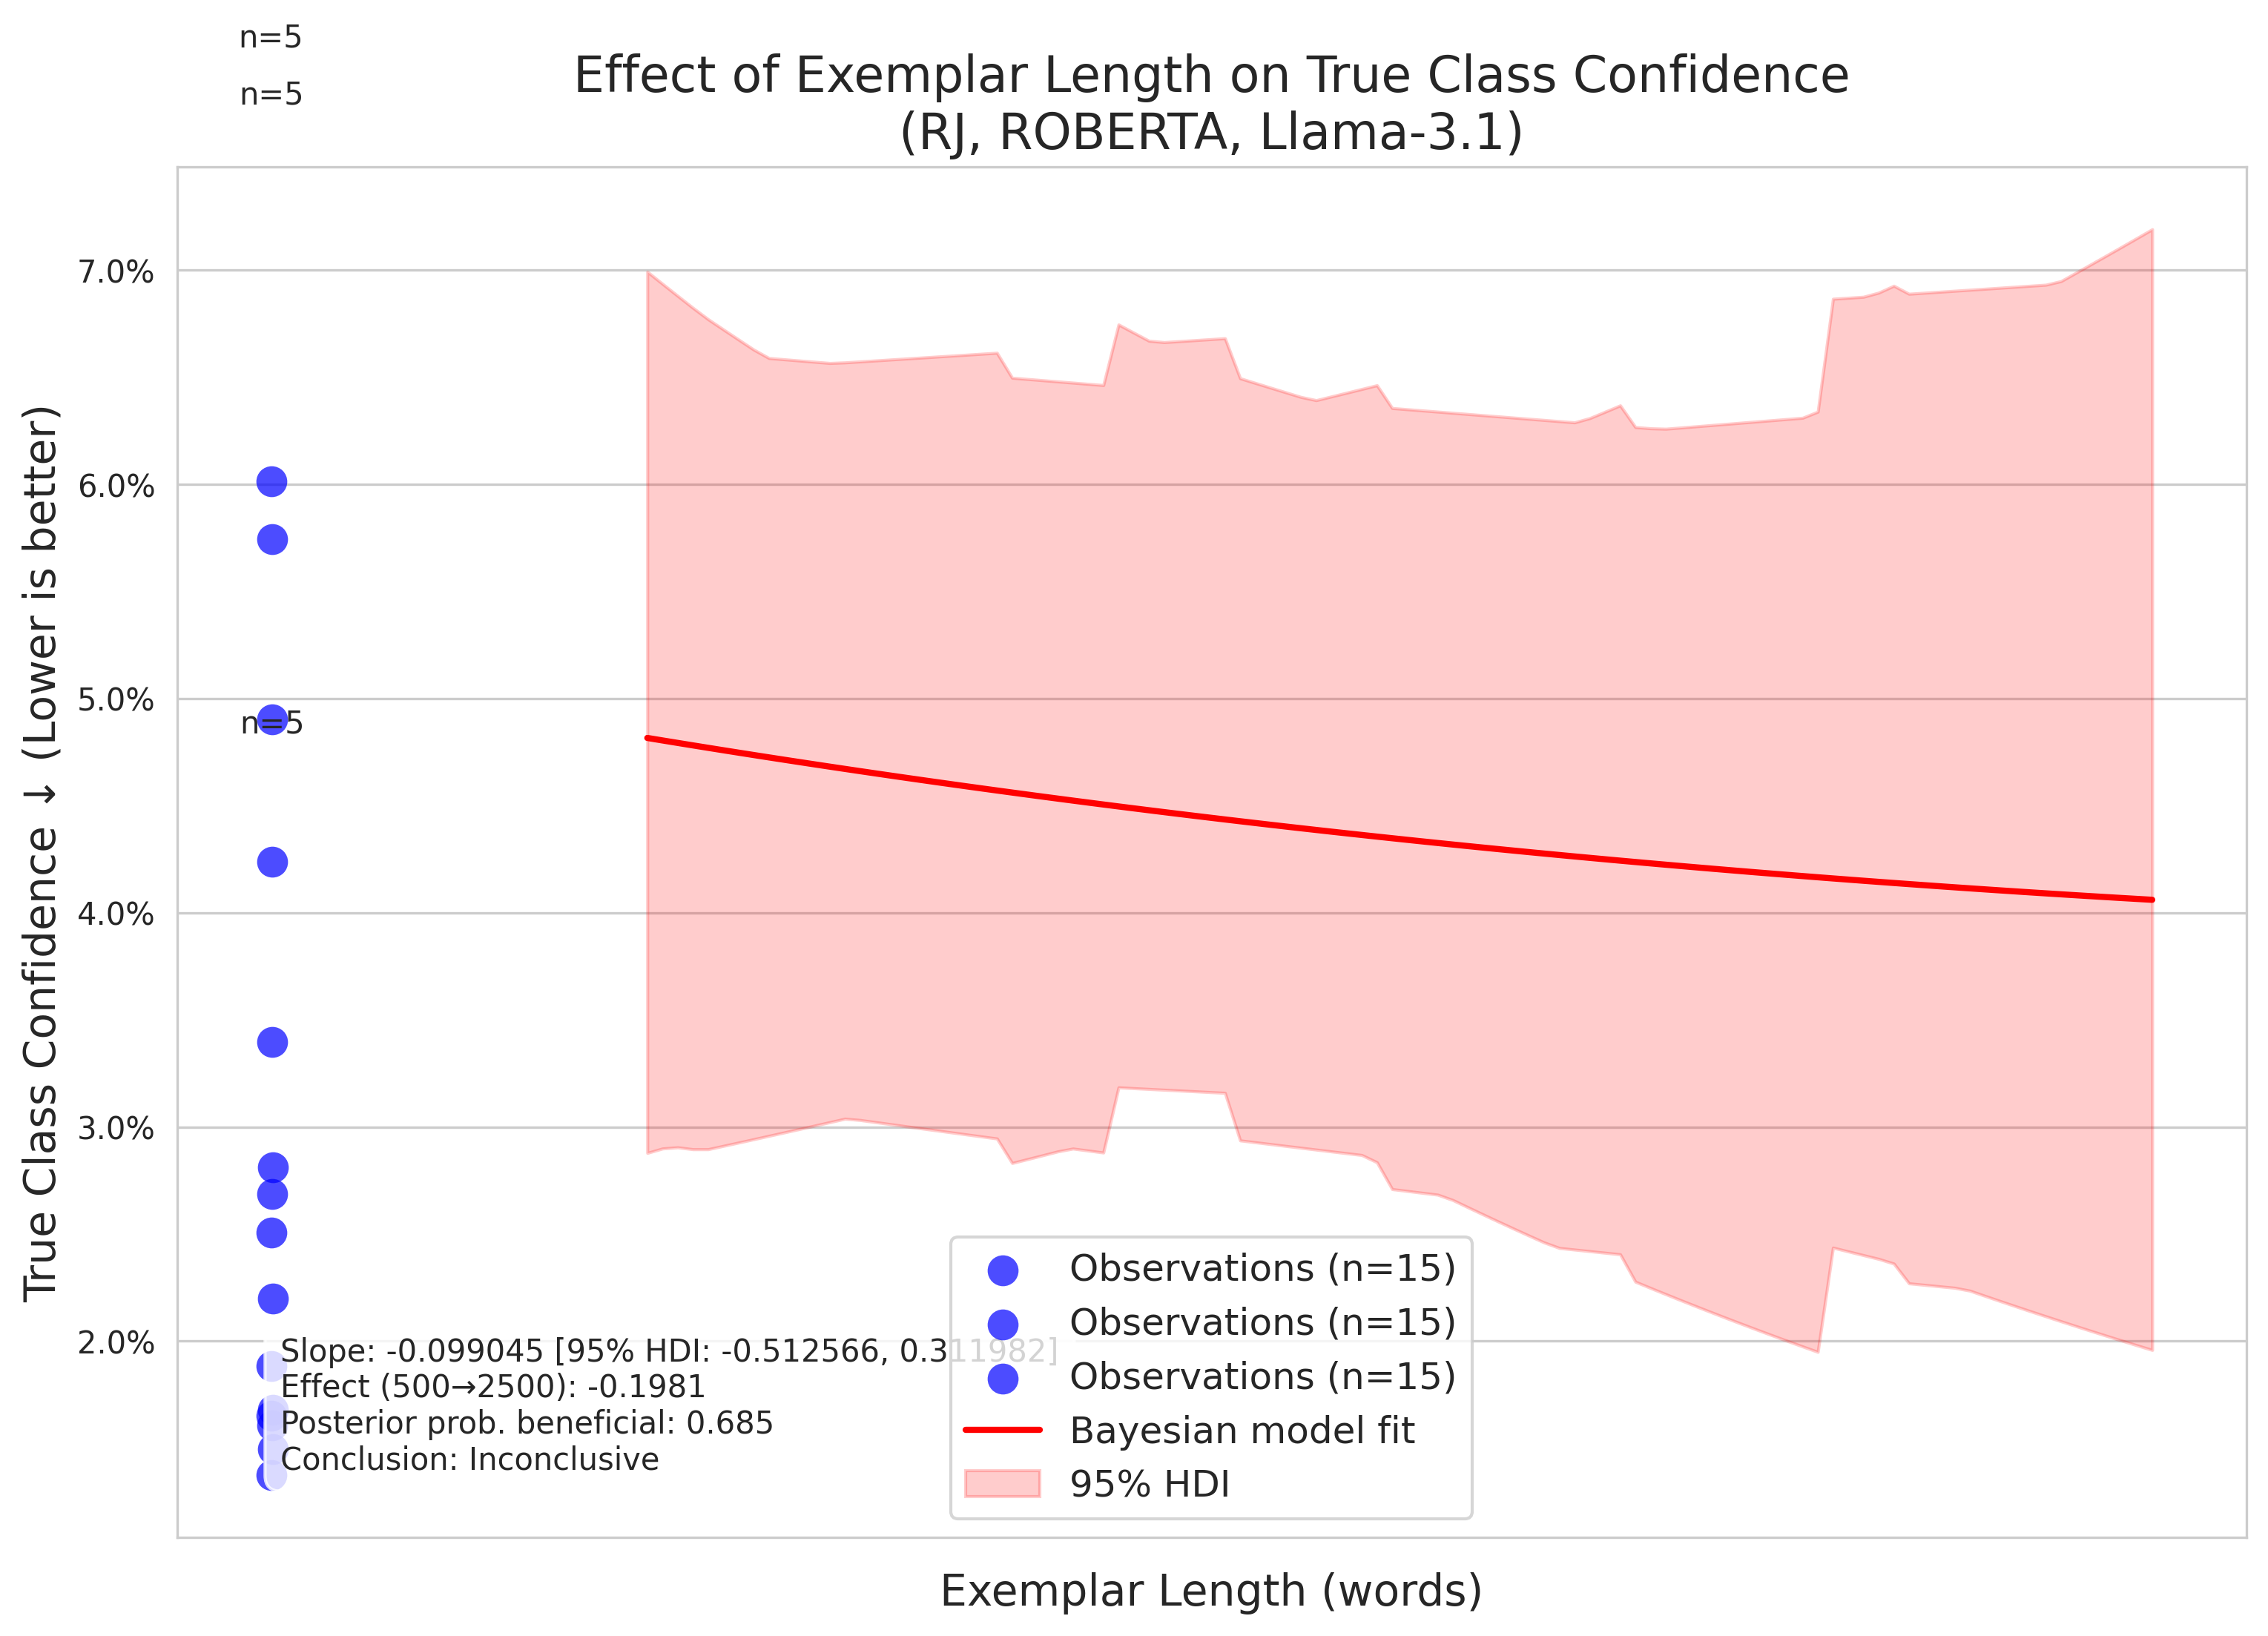 n=5
n=5
Effect of Exemplar Length on True Class Confidence
(RJ, ROBERTA, Llama-3.1)
True Class Confidence ↓ (Lower is better)
7.0%
6.0%
5.0%
4.0%
3.0%
2.0%
n=5
Slope: -0.099045 [95% HDI: -0.512566, 0.311982]
Effect (500→2500): -0.1981
Posterior prob. beneficial: 0.685
Conclusion: Inconclusive
Observations (n=15)
Observations (n=15)
Observations (n=15)
Bayesian model fit
95% HDI
Exemplar Length (words)